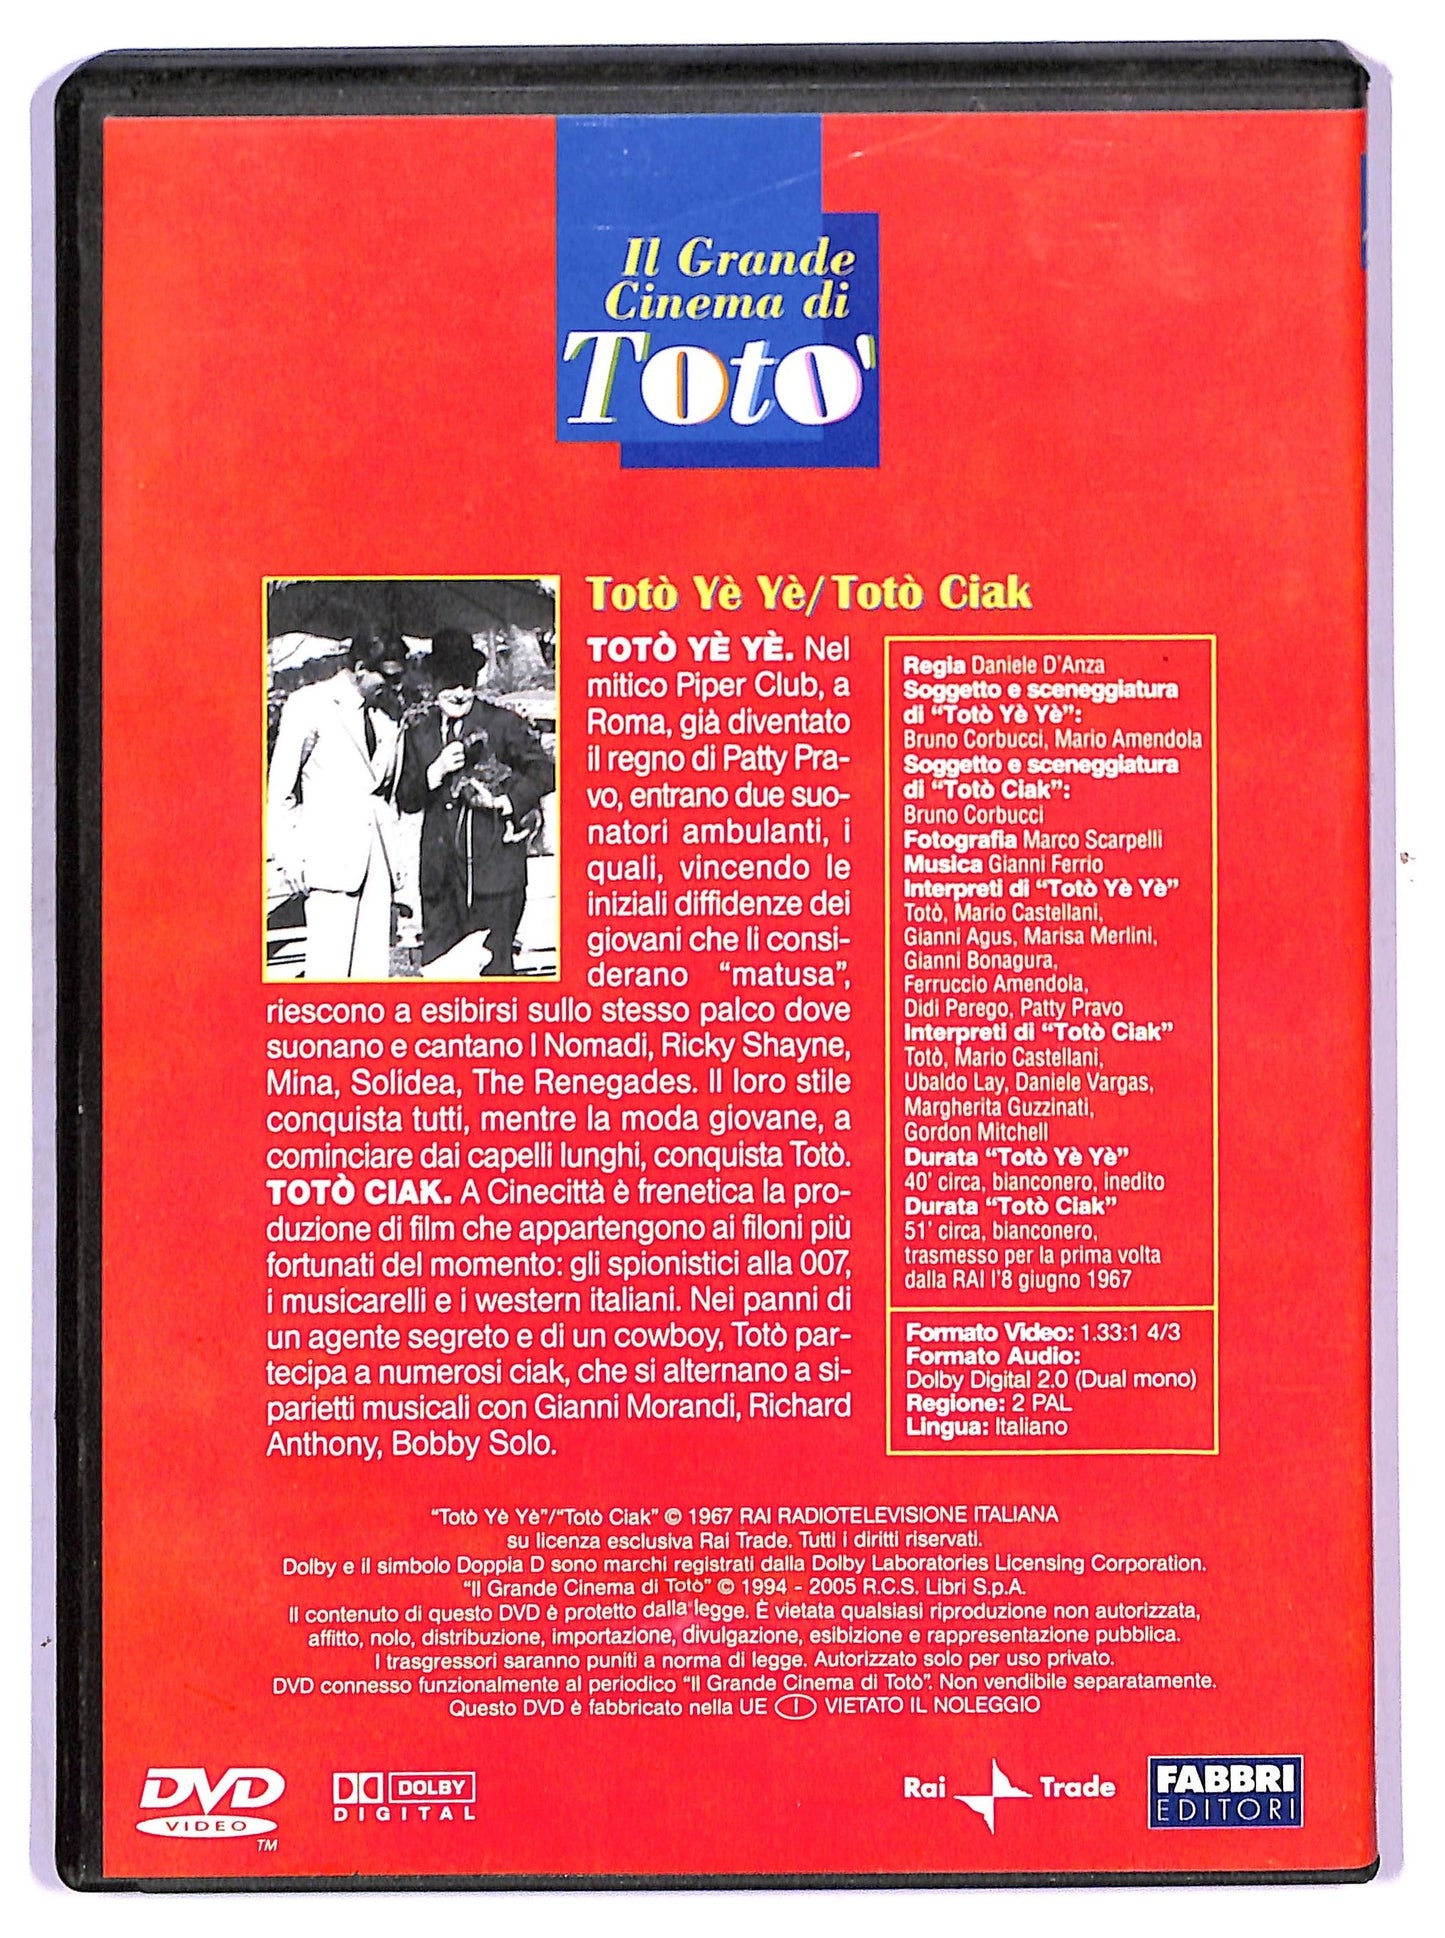 Il Grande
Cinema di
Totò
Totò Yè Yè/Totò Ciak
TOTÒ YÈ YÈ. Nel
mitico Piper Club, a
Roma, già diventato
il regno di Patty Pra-
vo, entrano due suo-
natori ambulanti, i
quali, vincendo le
iniziali diffidenze dei
giovani che li consi-
derano “matusa”,
riescono a esibirsi sullo stesso palco dove
suonano e cantano I Nomadi, Ricky Shayne,
Mina, Solidea, The Renegades. Il loro stile
conquista tutti, mentre la moda giovane, a
cominciare dai capelli lunghi, conquista Totò.
TOTÒ CIAK. A Cinecittà è frenetica la pro-
duzione di film che appartengono ai filoni più
fortunati del momento: gli spionistici alla 007,
i musicarelli e i western italiani. Nei panni di
un agente segreto e di un cowboy, Totò par-
tecipa a numerosi ciak, che si alternano a si-
parietti musicali con Gianni Morandi, Richard
Anthony, Bobby Solo.
Regia Daniele D'Anza
Soggetto e sceneggiatura
di “Totò Yè Yè”:
Bruno Corbucci, Mario Amendola
Soggetto e sceneggiatura
di “Totò Ciak”:
Bruno Corbucci
Fotografia Marco Scarpelli
Musica Gianni Ferrio
Interpreti di “Totò Yè Yè”
Totò, Mario Castellani,
Gianni Agus, Marisa Merlini,
Gianni Bonagura,
Ferruccio Amendola,
Didi Perego, Patty Pravo
Interpreti di “Totò Ciak”
Totò, Mario Castellani,
Ubaldo Lay, Daniele Vargas,
Margherita Guzzinati,
Gordon Mitchell
Durata “Totò Yè Yè”
40' circa, bianconero, inedito
Durata “Totò Ciak”
51' circa, bianconero,
trasmesso per la prima volta
dalla RAI l'8 giugno 1967
Formato Video: 1.33:1 4/3
Formato Audio:
Dolby Digital 2.0 (Dual mono)
Regione: 2 PAL
Lingua: Italiano
“Totò Yè Yè”/“Totò Ciak” © 1967 RAI RADIOTELEVISIONE ITALIANA
su licenza esclusiva Rai Trade. Tutti i diritti riservati.
Dolby e il simbolo Doppia D sono marchi registrati dalla Dolby Laboratories Licensing Corporation.
“Il Grande Cinema di Totò” © 1994 - 2005 R.C.S. Libri S.p.A.
Il contenuto di questo DVD è protetto dalla legge. È vietata qualsiasi riproduzione non autorizzata,
affitto, nolo, distribuzione, importazione, divulgazione, esibizione e rappresentazione pubblica.
I trasgressori saranno puniti a norma di legge. Autorizzato solo per uso privato.
DVD connesso funzionalmente al periodico “Il Grande Cinema di Totò”. Non vendibile separatamente.
Questo DVD è fabbricato nella UE I VIETATO IL NOLEGGIO
DVD
VIDEO
TM
DOLBY
DIGITAL
Rai Trade
FABBRI
EDITORI